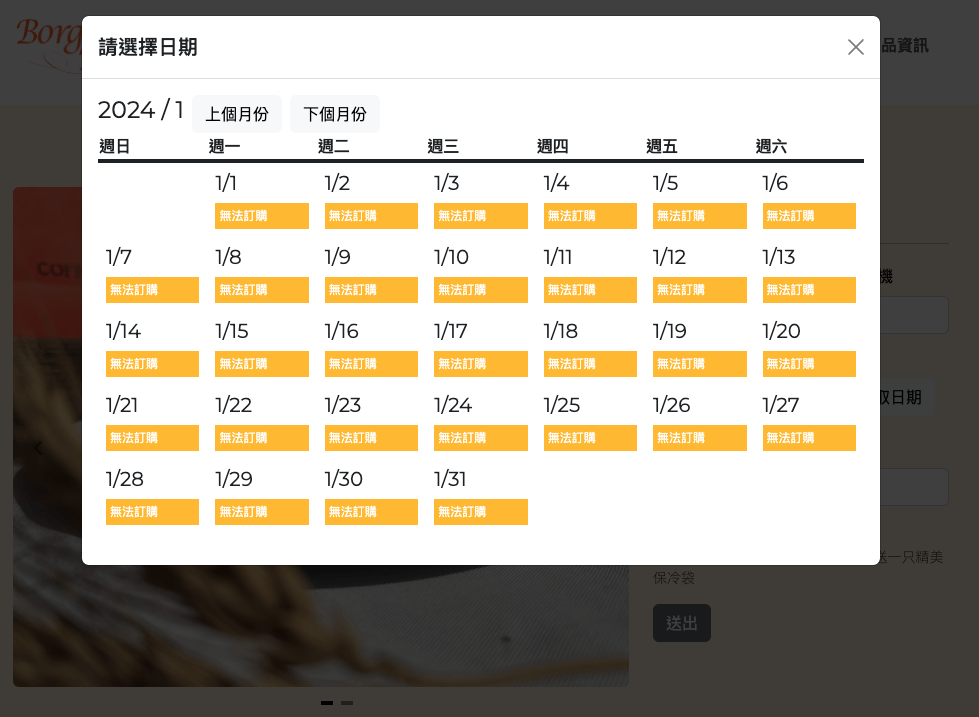 請選擇日期
品資訊
2024 / 1 上個月份 下個月份
週日 週一 週二 週三 週四 週五 週六
1/1 1/2 1/3 1/4 1/5 1/6
無法訂購 無法訂購 無法訂購 無法訂購 無法訂購 無法訂購
1/7 1/8 1/9 1/10 1/11 1/12 1/13
無法訂購 無法訂購 無法訂購 無法訂購 無法訂購 無法訂購 無法訂購
1/14 1/15 1/16 1/17 1/18 1/19 1/20
無法訂購 無法訂購 無法訂購 無法訂購 無法訂購 無法訂購 無法訂購
1/21 1/22 1/23 1/24 1/25 1/26 1/27
無法訂購 無法訂購 無法訂購 無法訂購 無法訂購 無法訂購 無法訂購
1/28 1/29 1/30 1/31
無法訂購 無法訂購 無法訂購 無法訂購
機
取日期
送一只精美
保冷袋
送出